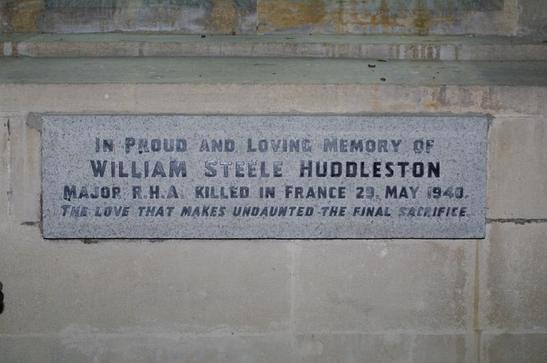 IN PROUD AND LOVING MEMORY OF
WILLIAM STEELE HUDDLESTON
MAJOR R.H.A. KILLED IN FRANCE 29. MAY 1940.
THE LOVE THAT MAKES UNDAUNTED THE FINAL SACRIFICE.